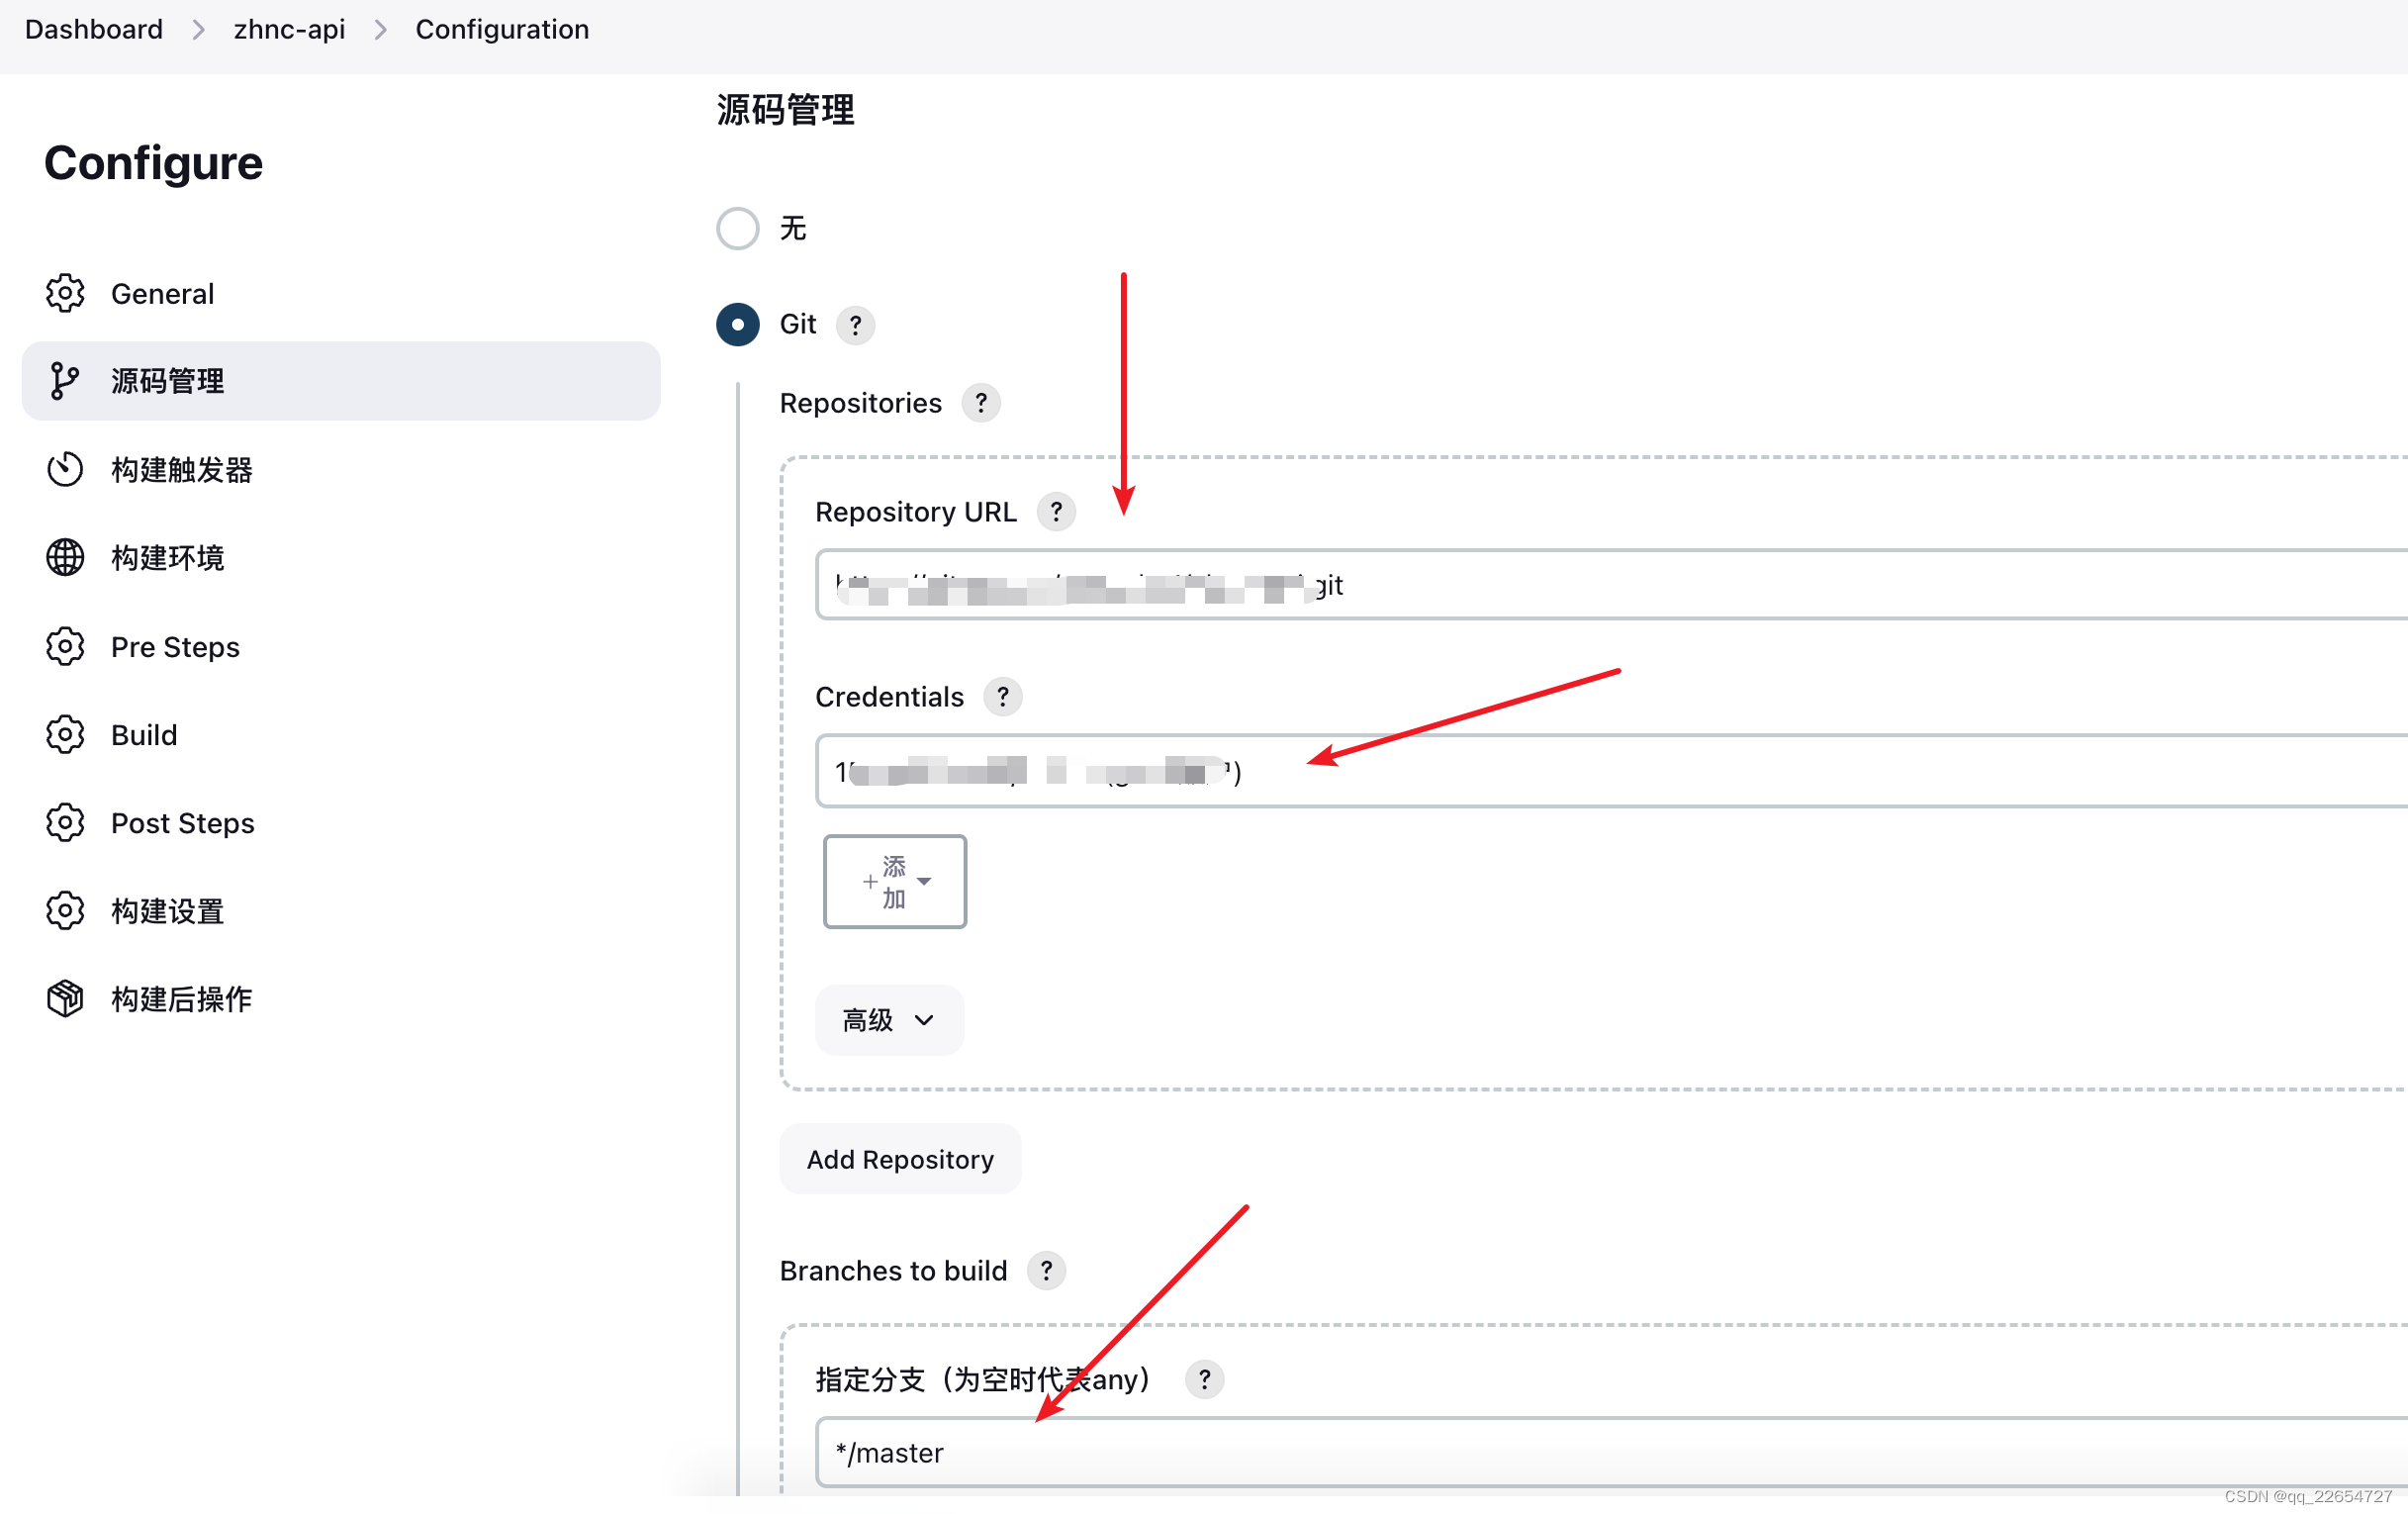 Dashboard > zhnc-api > Configuration
Configure
General
源码管理
构建触发器
构建环境
Pre Steps
Build
Post Steps
构建设置
构建后操作
源码管理
无
Git ?
Repositories ?
Repository URL ?
git
Credentials ?
+ 添加
高级
Add Repository
Branches to build ?
指定分支（为空时代表any） ?
*/master
CSDN @qq_22654727